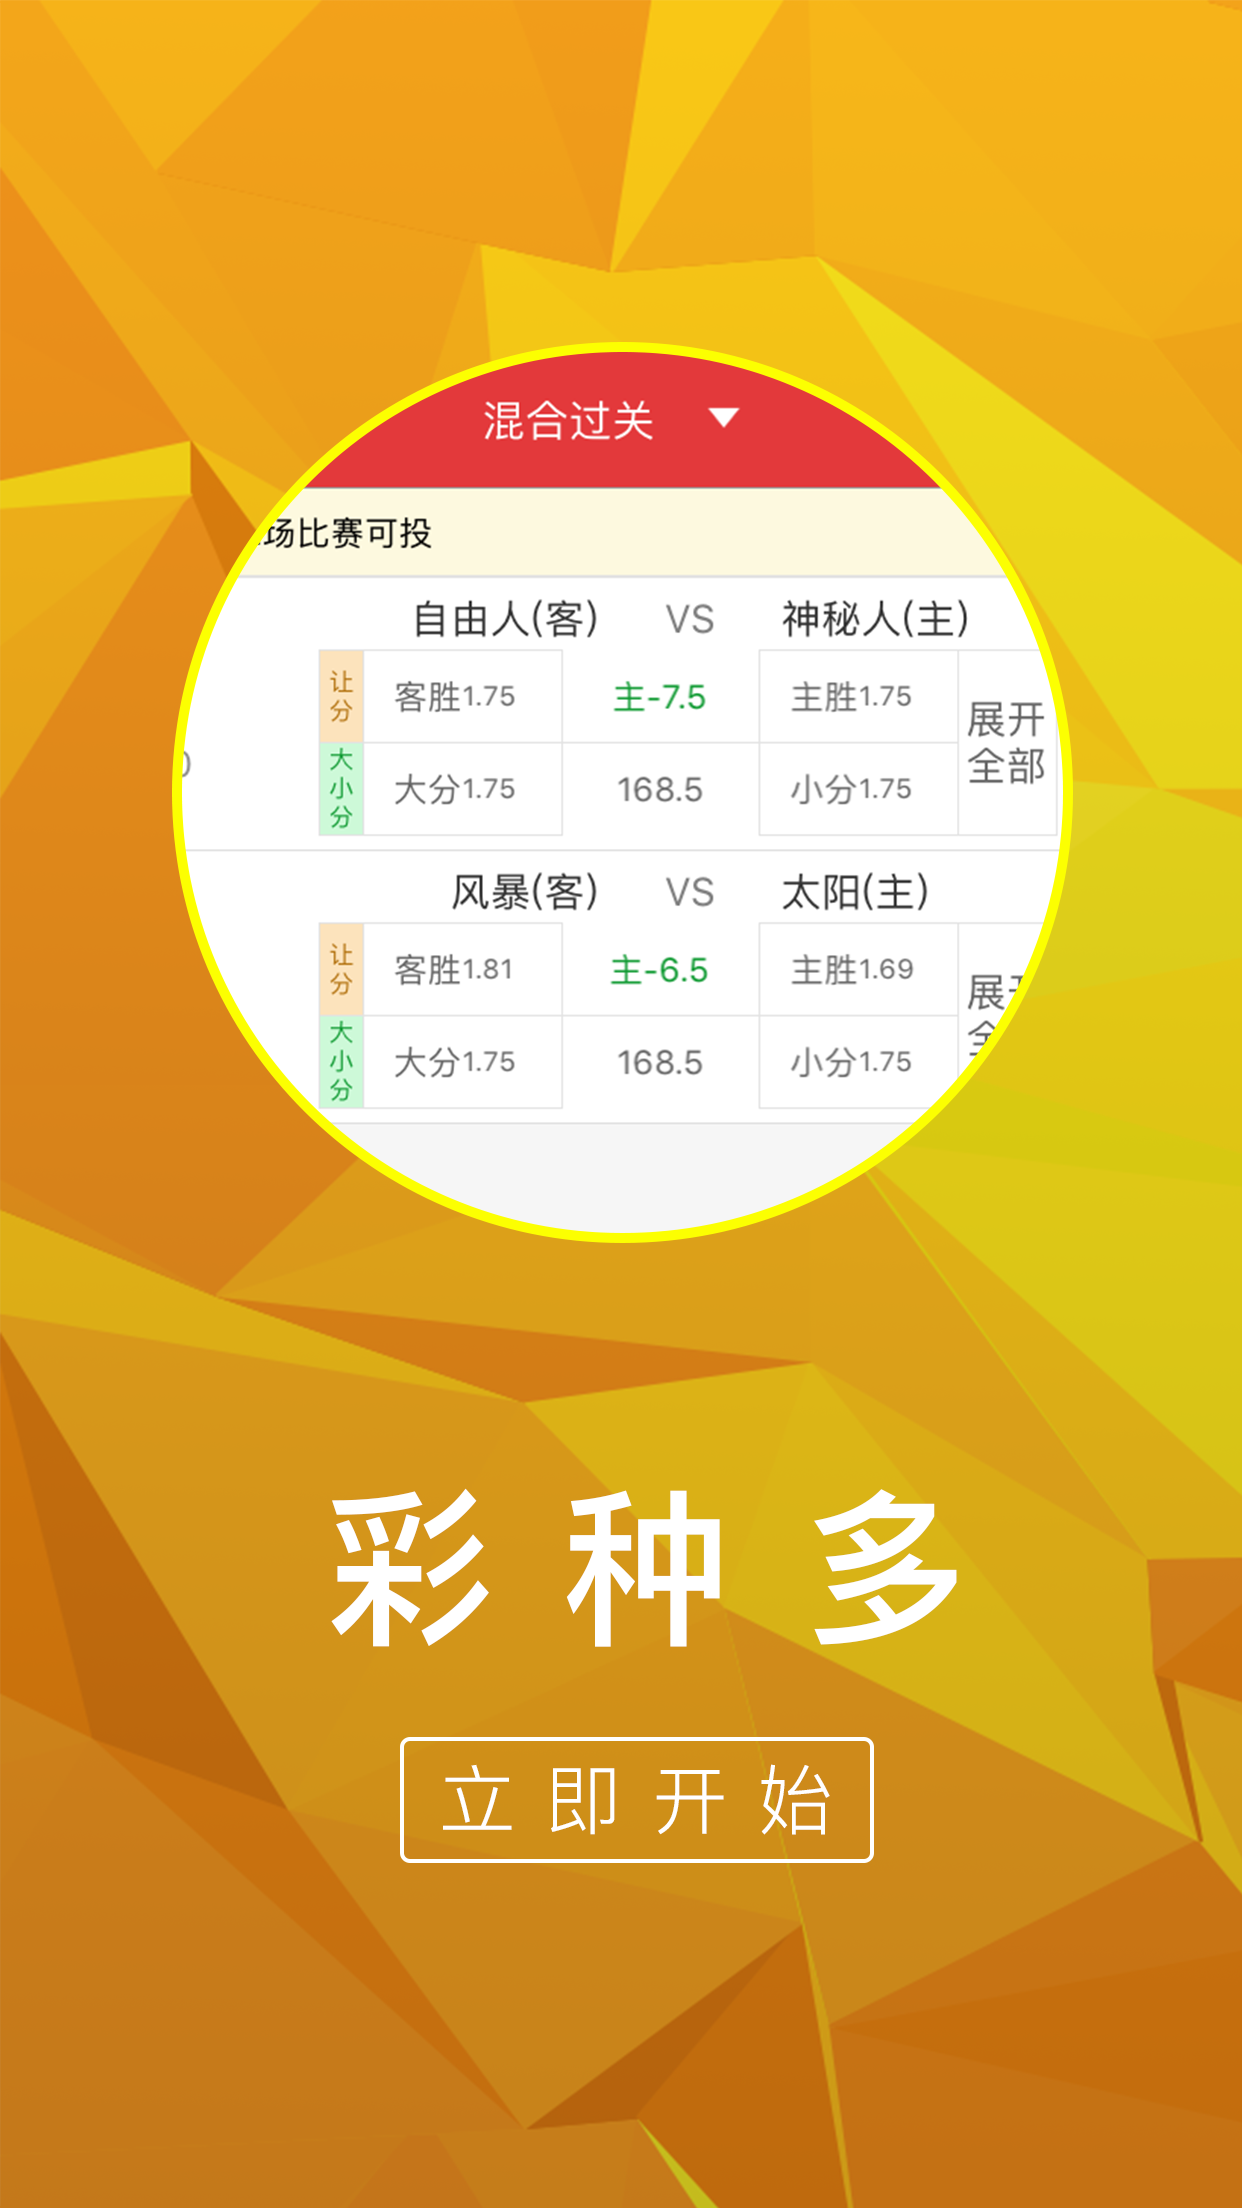 混合过关
场比赛可投
自由人(客) VS 神秘人(主)
让分 客胜1.75 主-7.5 主胜1.75
展开全部
大小分 大分1.75 168.5 小分1.75
风暴(客) VS 太阳(主)
让分 客胜1.81 主-6.5 主胜1.69
展
大小分 大分1.75 168.5 小分1.75
彩种多
立即开始